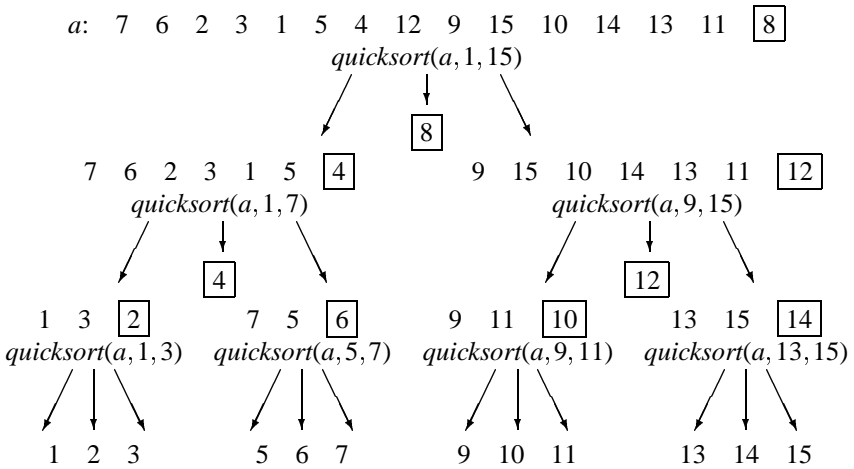 a: 7 6 2 3 1 5 4 12 9 15 10 14 13 11 8
quicksort(a,1,15)
8
7 6 2 3 1 5 4 9 15 10 14 13 11 12
quicksort(a,1,7) quicksort(a,9,15)
4 12
1 3 2 7 5 6 9 11 10 13 15 14
quicksort(a,1,3) quicksort(a,5,7) quicksort(a,9,11) quicksort(a,13,15)
1 2 3 5 6 7 9 10 11 13 14 15